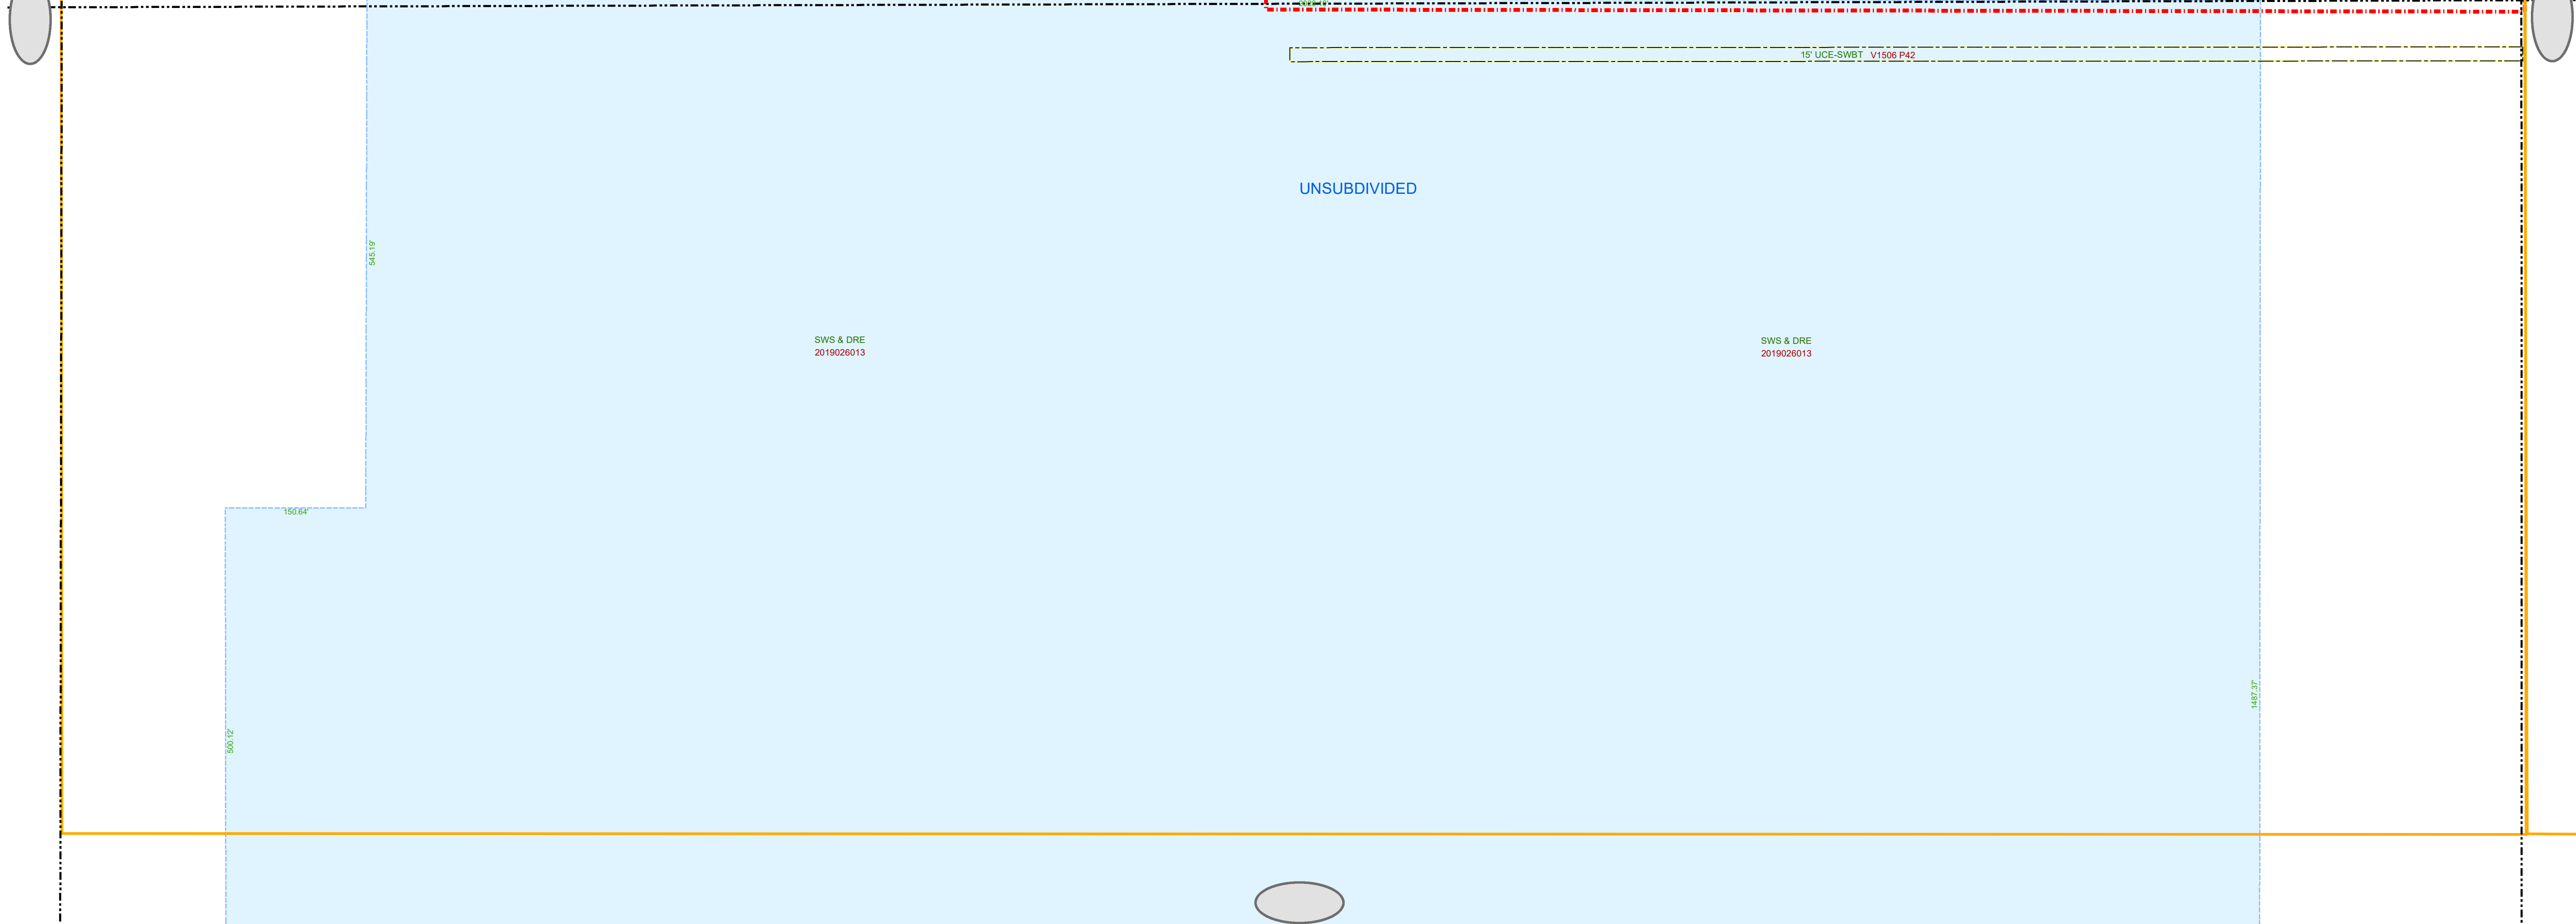 15' UCE-SWBT V1506 P42
UNSUBDIVIDED
545.19'
SWS & DRE
2019026013
SWS & DRE
2019026013
150.64'
1487.37'
500.12'